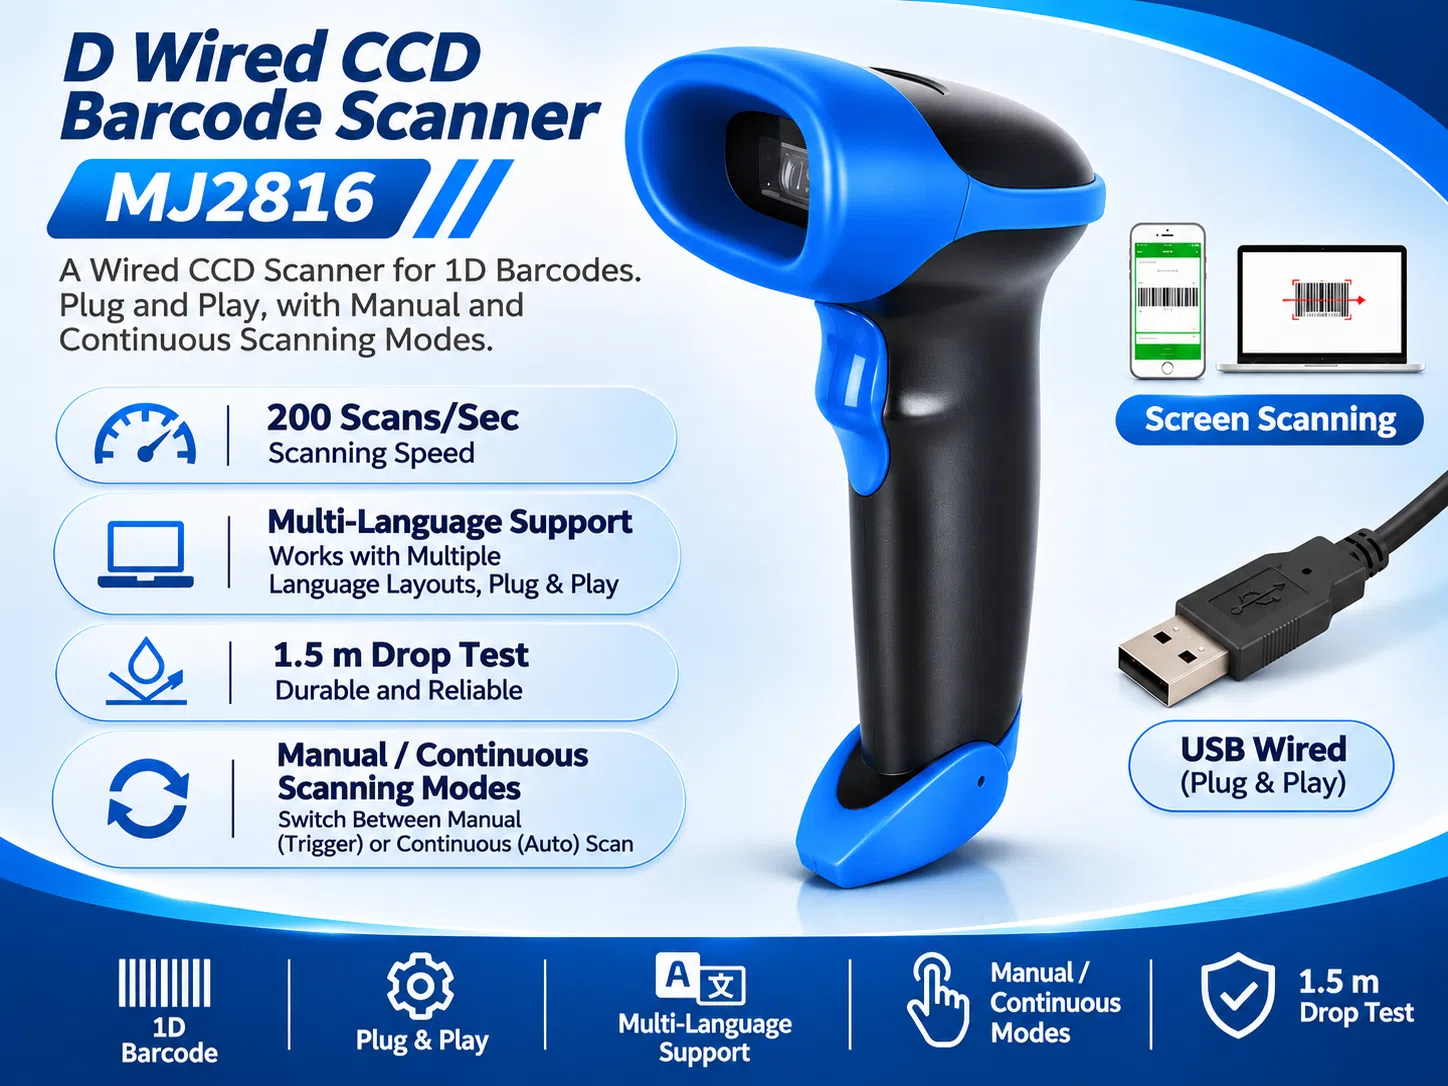 D Wired CCD
Barcode Scanner
MJ2816
A Wired CCD Scanner for 1D Barcodes.
Plug and Play, with Manual and
Continuous Scanning Modes.
200 Scans/Sec
Scanning Speed
Multi-Language Support
Works with Multiple
Language Layouts, Plug & Play
1.5 m Drop Test
Durable and Reliable
Manual / Continuous
Scanning Modes
Switch Between Manual
(Trigger) or Continuous (Auto) Scan
Screen Scanning
USB Wired
(Plug & Play)
1D
Barcode
Plug & Play
A 文
Multi-Language
Support
Manual /
Continuous
Modes
1.5 m
Drop Test